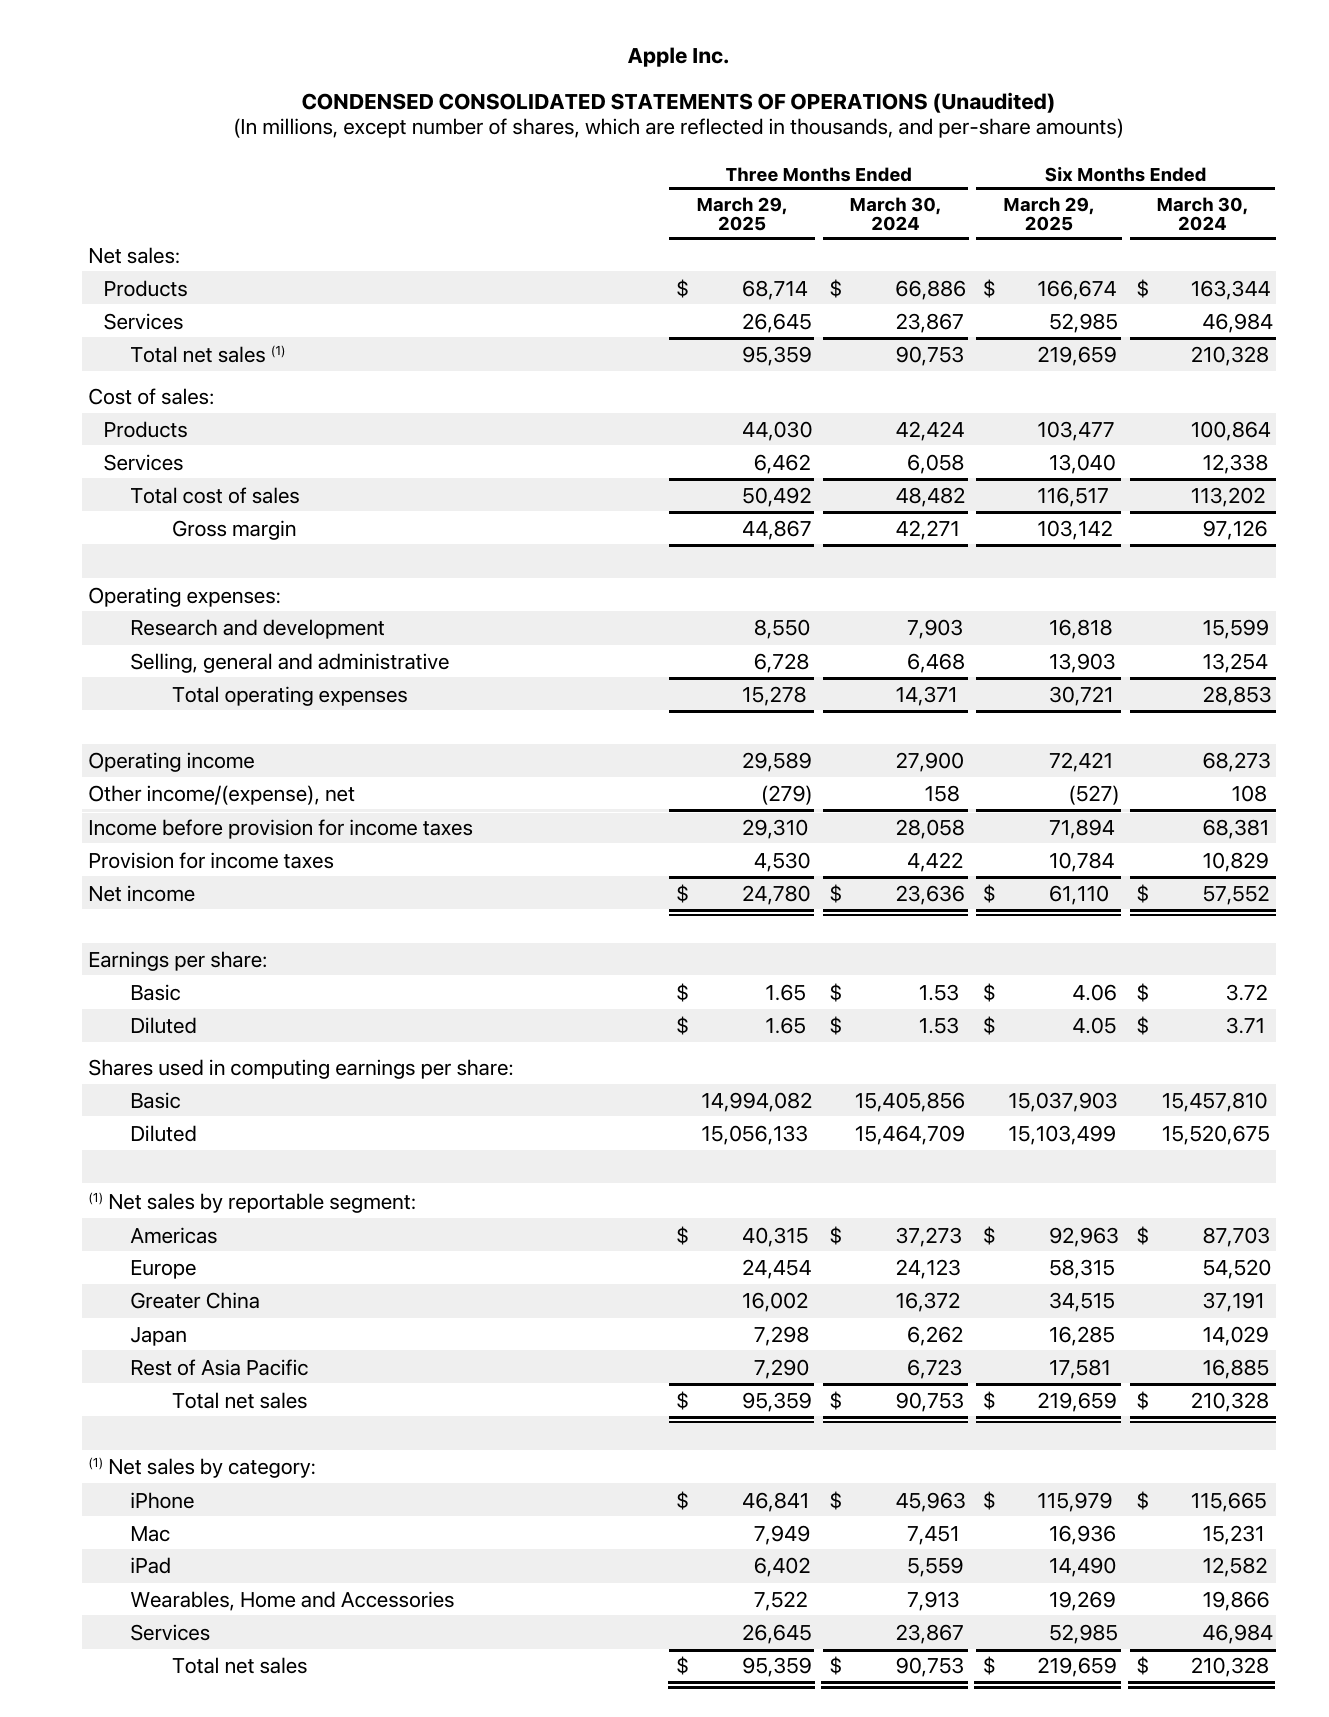 Apple Inc.
CONDENSED CONSOLIDATED STATEMENTS OF OPERATIONS (Unaudited)
(In millions, except number of shares, which are reflected in thousands, and per-share amounts)
Three Months Ended Six Months Ended
March 29, 2025 March 30, 2024 March 29, 2025 March 30, 2024
Net sales:
Products $ 68,714 $ 66,886 $ 166,674 $ 163,344
Services 26,645 23,867 52,985 46,984
Total net sales (1) 95,359 90,753 219,659 210,328
Cost of sales:
Products 44,030 42,424 103,477 100,864
Services 6,462 6,058 13,040 12,338
Total cost of sales 50,492 48,482 116,517 113,202
Gross margin 44,867 42,271 103,142 97,126
Operating expenses:
Research and development 8,550 7,903 16,818 15,599
Selling, general and administrative 6,728 6,468 13,903 13,254
Total operating expenses 15,278 14,371 30,721 28,853
Operating income 29,589 27,900 72,421 68,273
Other income/(expense), net (279) 158 (527) 108
Income before provision for income taxes 29,310 28,058 71,894 68,381
Provision for income taxes 4,530 4,422 10,784 10,829
Net income $ 24,780 $ 23,636 $ 61,110 $ 57,552
Earnings per share:
Basic $ 1.65 $ 1.53 $ 4.06 $ 3.72
Diluted $ 1.65 $ 1.53 $ 4.05 $ 3.71
Shares used in computing earnings per share:
Basic 14,994,082 15,405,856 15,037,903 15,457,810
Diluted 15,056,133 15,464,709 15,103,499 15,520,675
(1) Net sales by reportable segment:
Americas $ 40,315 $ 37,273 $ 92,963 $ 87,703
Europe 24,454 24,123 58,315 54,520
Greater China 16,002 16,372 34,515 37,191
Japan 7,298 6,262 16,285 14,029
Rest of Asia Pacific 7,290 6,723 17,581 16,885
Total net sales $ 95,359 $ 90,753 $ 219,659 $ 210,328
(1) Net sales by category:
iPhone $ 46,841 $ 45,963 $ 115,979 $ 115,665
Mac 7,949 7,451 16,936 15,231
iPad 6,402 5,559 14,490 12,582
Wearables, Home and Accessories 7,522 7,913 19,269 19,866
Services 26,645 23,867 52,985 46,984
Total net sales $ 95,359 $ 90,753 $ 219,659 $ 210,328